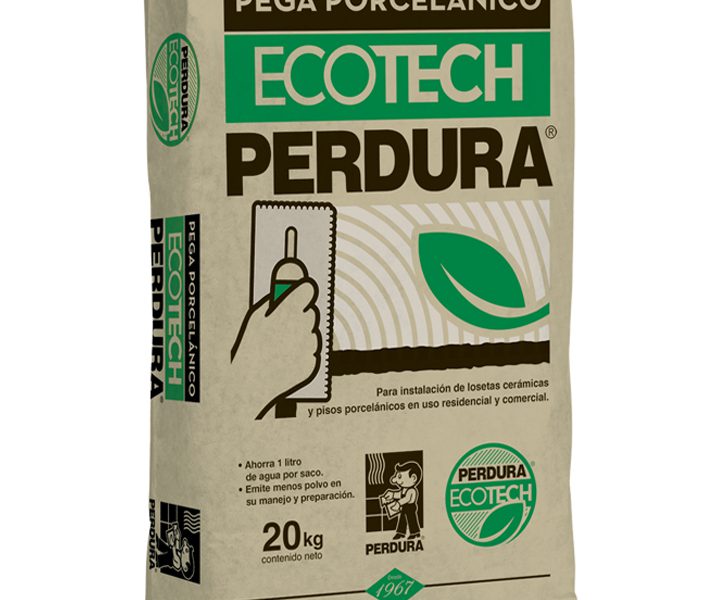 PEGA PORCELÁNICO
ECOTECH
PERDURA®
Para instalación de losetas cerámicas
y pisos porcelánicos en uso residencial y comercial.
• Ahorra 1 litro
de agua por saco.
• Emite menos polvo en
su manejo y preparación.
20kg
contenido neto
PERDURA®
PERDURA®
ECOTECH
Desde
1967
PERDURA
ECOTECH
PEGA PORCELÁNICO
ECOTECH
PERDURA®
PERDURA